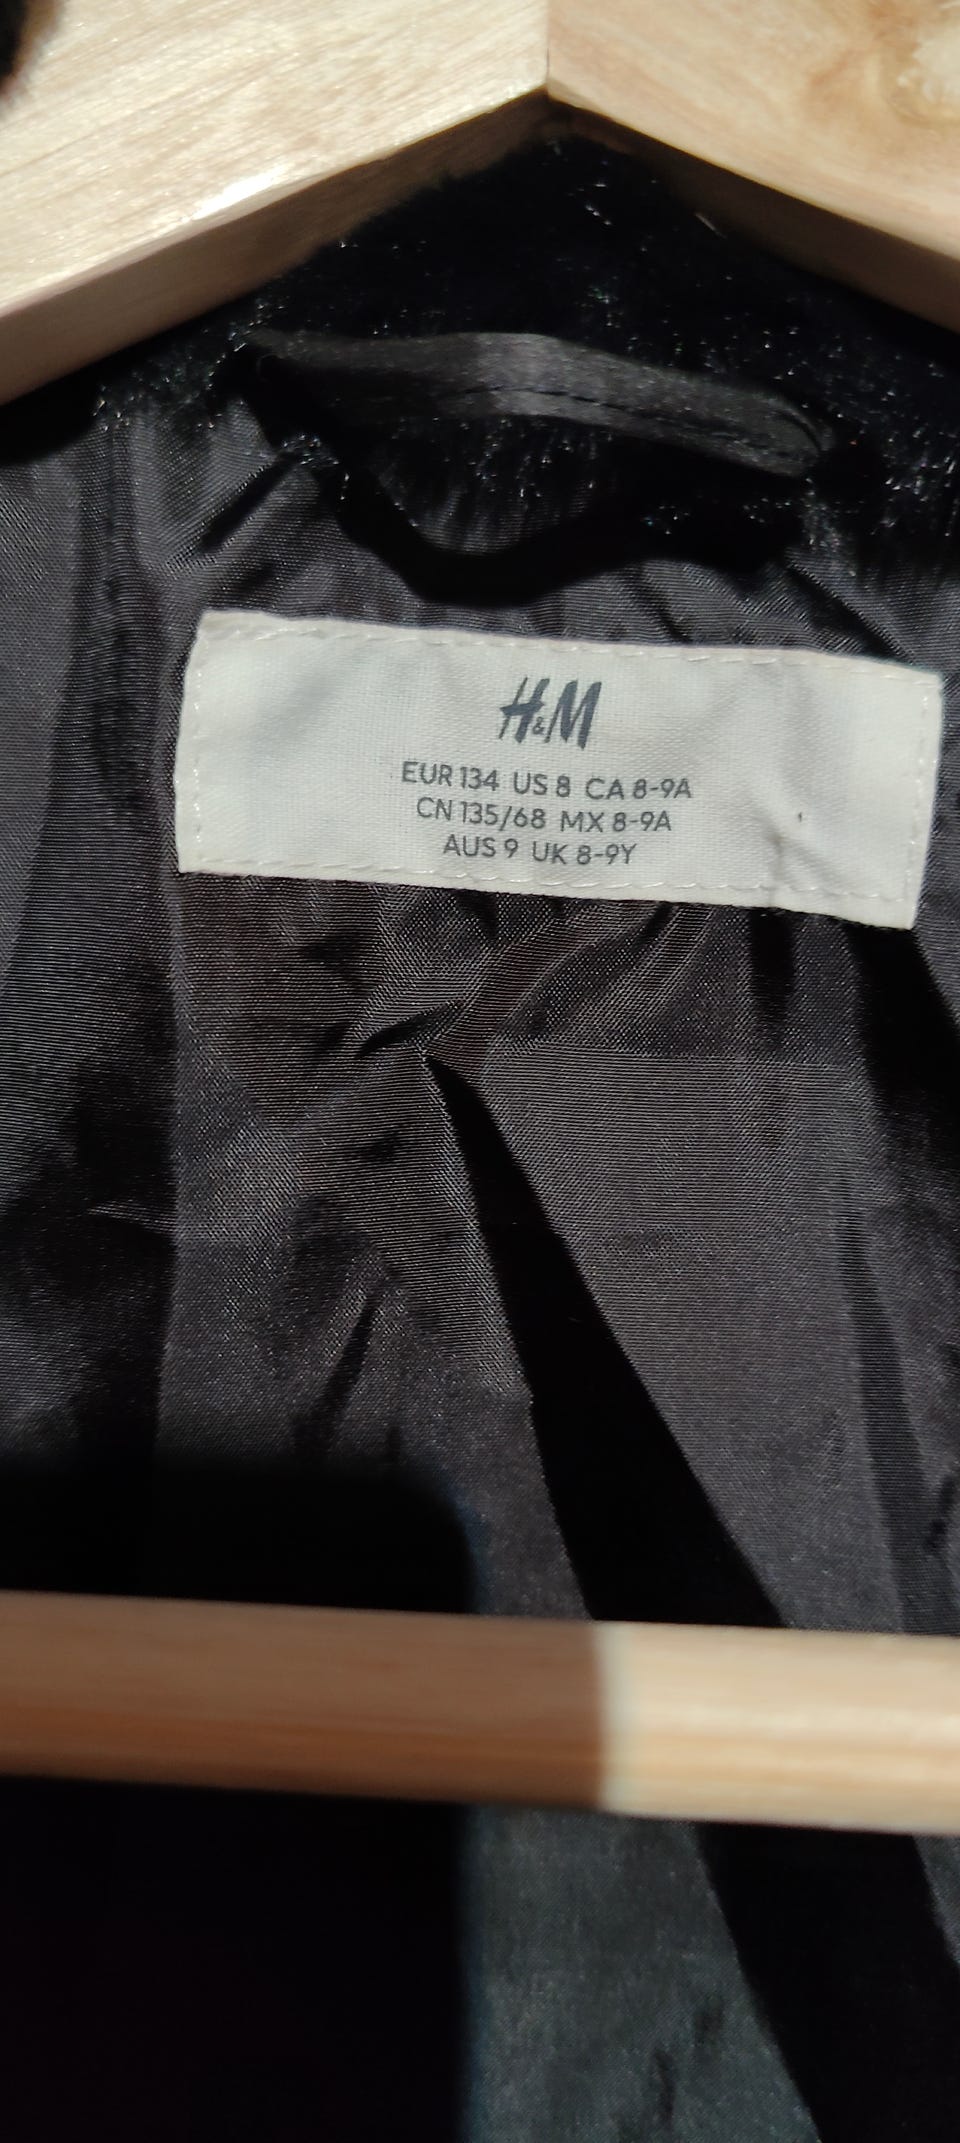 H&M
EUR 134 US 8 CA 8-9A
CN 135/68 MX 8-9A
AUS 9 UK 8-9Y